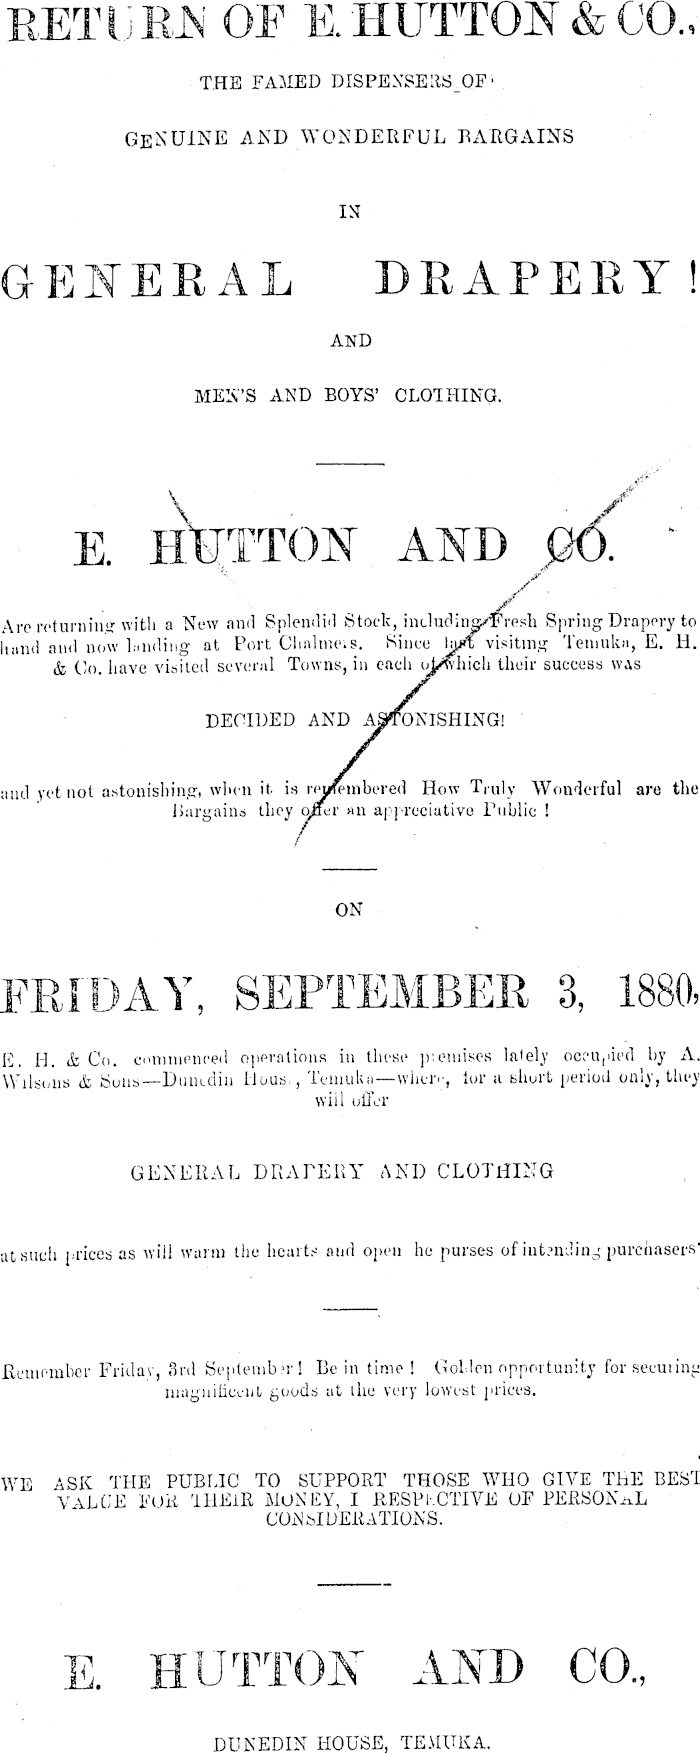 RETURN OF E. HUTTON & CO.,
THE FAMED DISPENSERS OF
GENUINE AND WONDERFUL BARGAINS
IN
GENERAL DRAPERY!
AND
MEN'S AND BOYS' CLOTHING.
E. HUTTON AND CO.
Are returning with a New and Splendid Stock, including Fresh Spring Drapery to
hand and now landing at Port Chalmers. Since last visiting Temuka, E. H.
& Co. have visited several Towns, in each of which their success was
DECIDED AND ASTONISHING!
and yet not astonishing, when it is remembered How Truly Wonderful are the
Bargains they offer an appreciative Public!
ON
FRIDAY, SEPTEMBER 3, 1880,
E. H. & Co. commenced operations in these premises lately occupied by A.
Wilsons & Sons—Dunedin House, Temuka—where, for a short period only, they
will offer
GENERAL DRAPERY AND CLOTHING
at such prices as will warm the hearts and open he purses of intending purchasers'
Remember Friday, 3rd September! Be in time! Golden opportunity for securing
magnificent goods at the very lowest prices.
WE ASK THE PUBLIC TO SUPPORT THOSE WHO GIVE THE BEST
VALUE FOR THEIR MONEY, I RESPECTIVE OF PERSONAL
CONSIDERATIONS.
E. HUTTON AND CO.,
DUNEDIN HOUSE, TEMUKA.